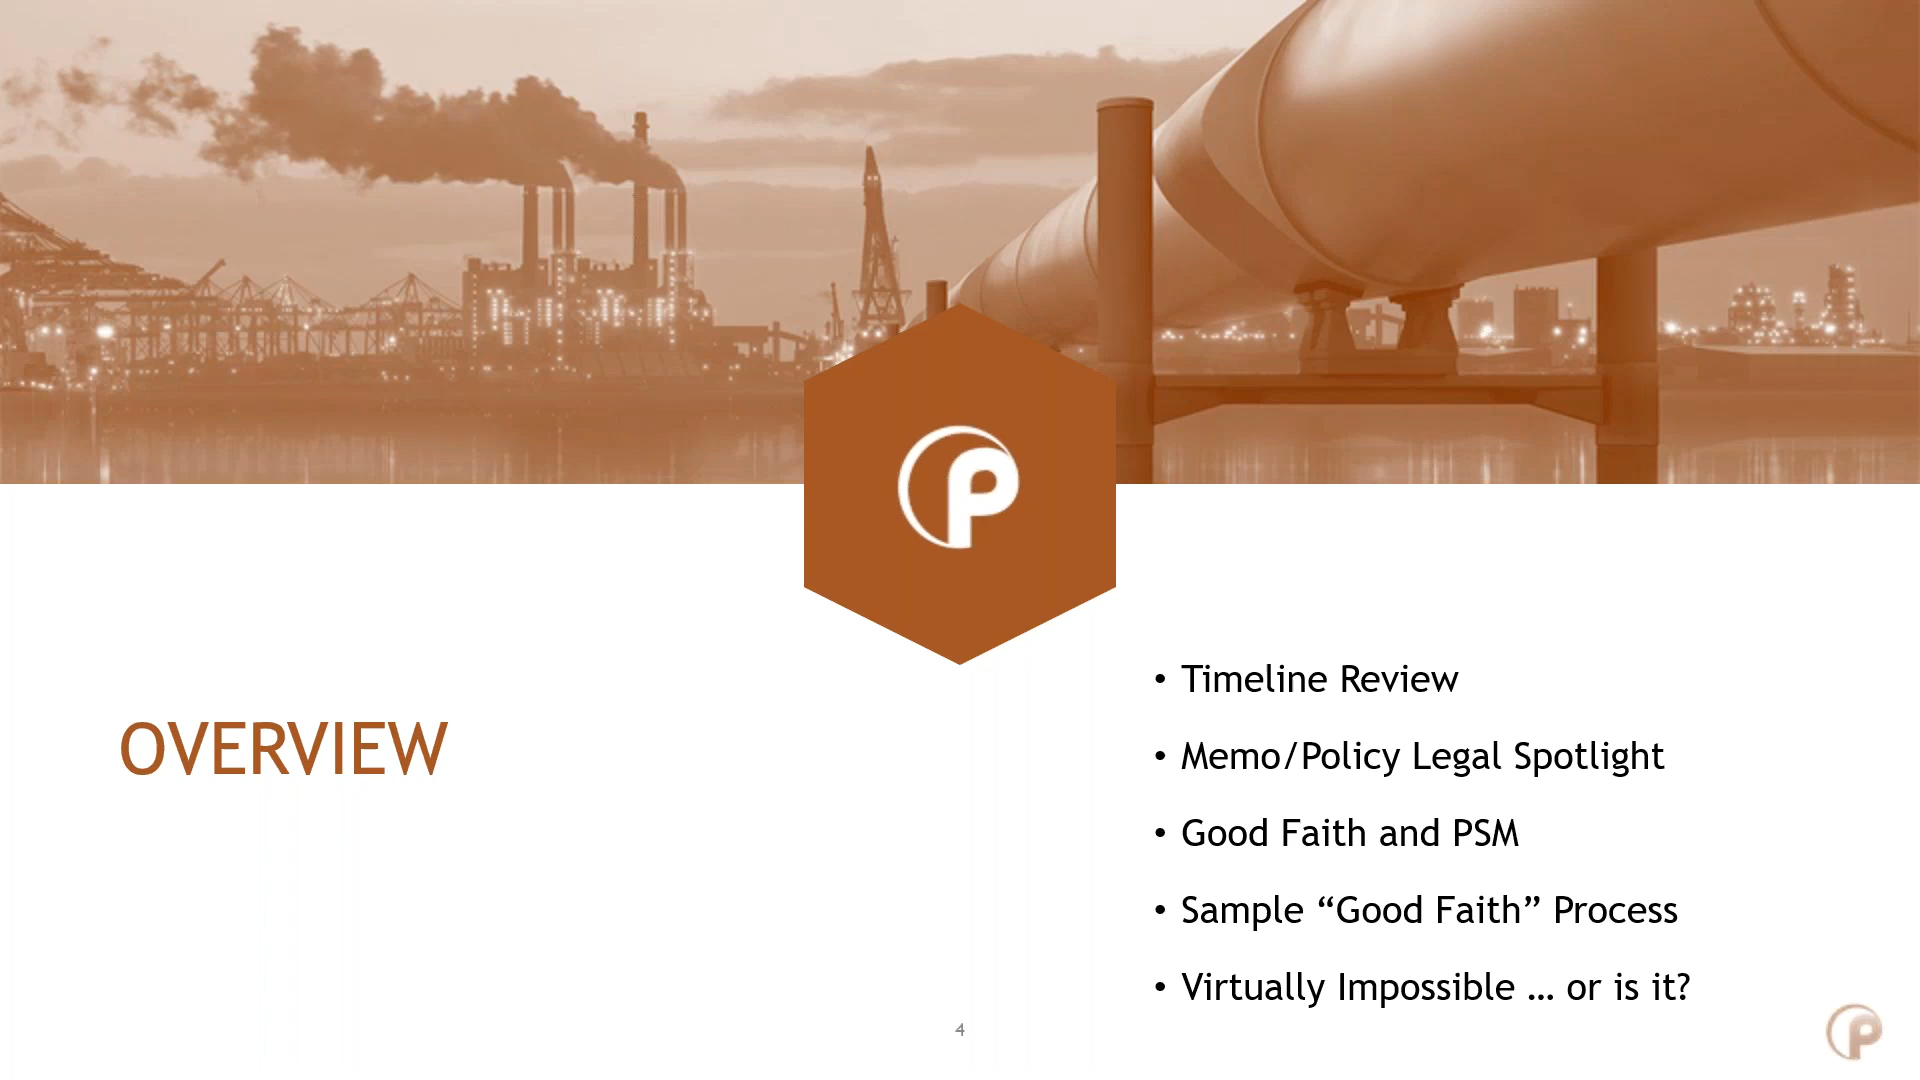 OVERVIEW
• Timeline Review
• Memo/Policy Legal Spotlight
• Good Faith and PSM
• Sample “Good Faith” Process
• Virtually Impossible … or is it?
4